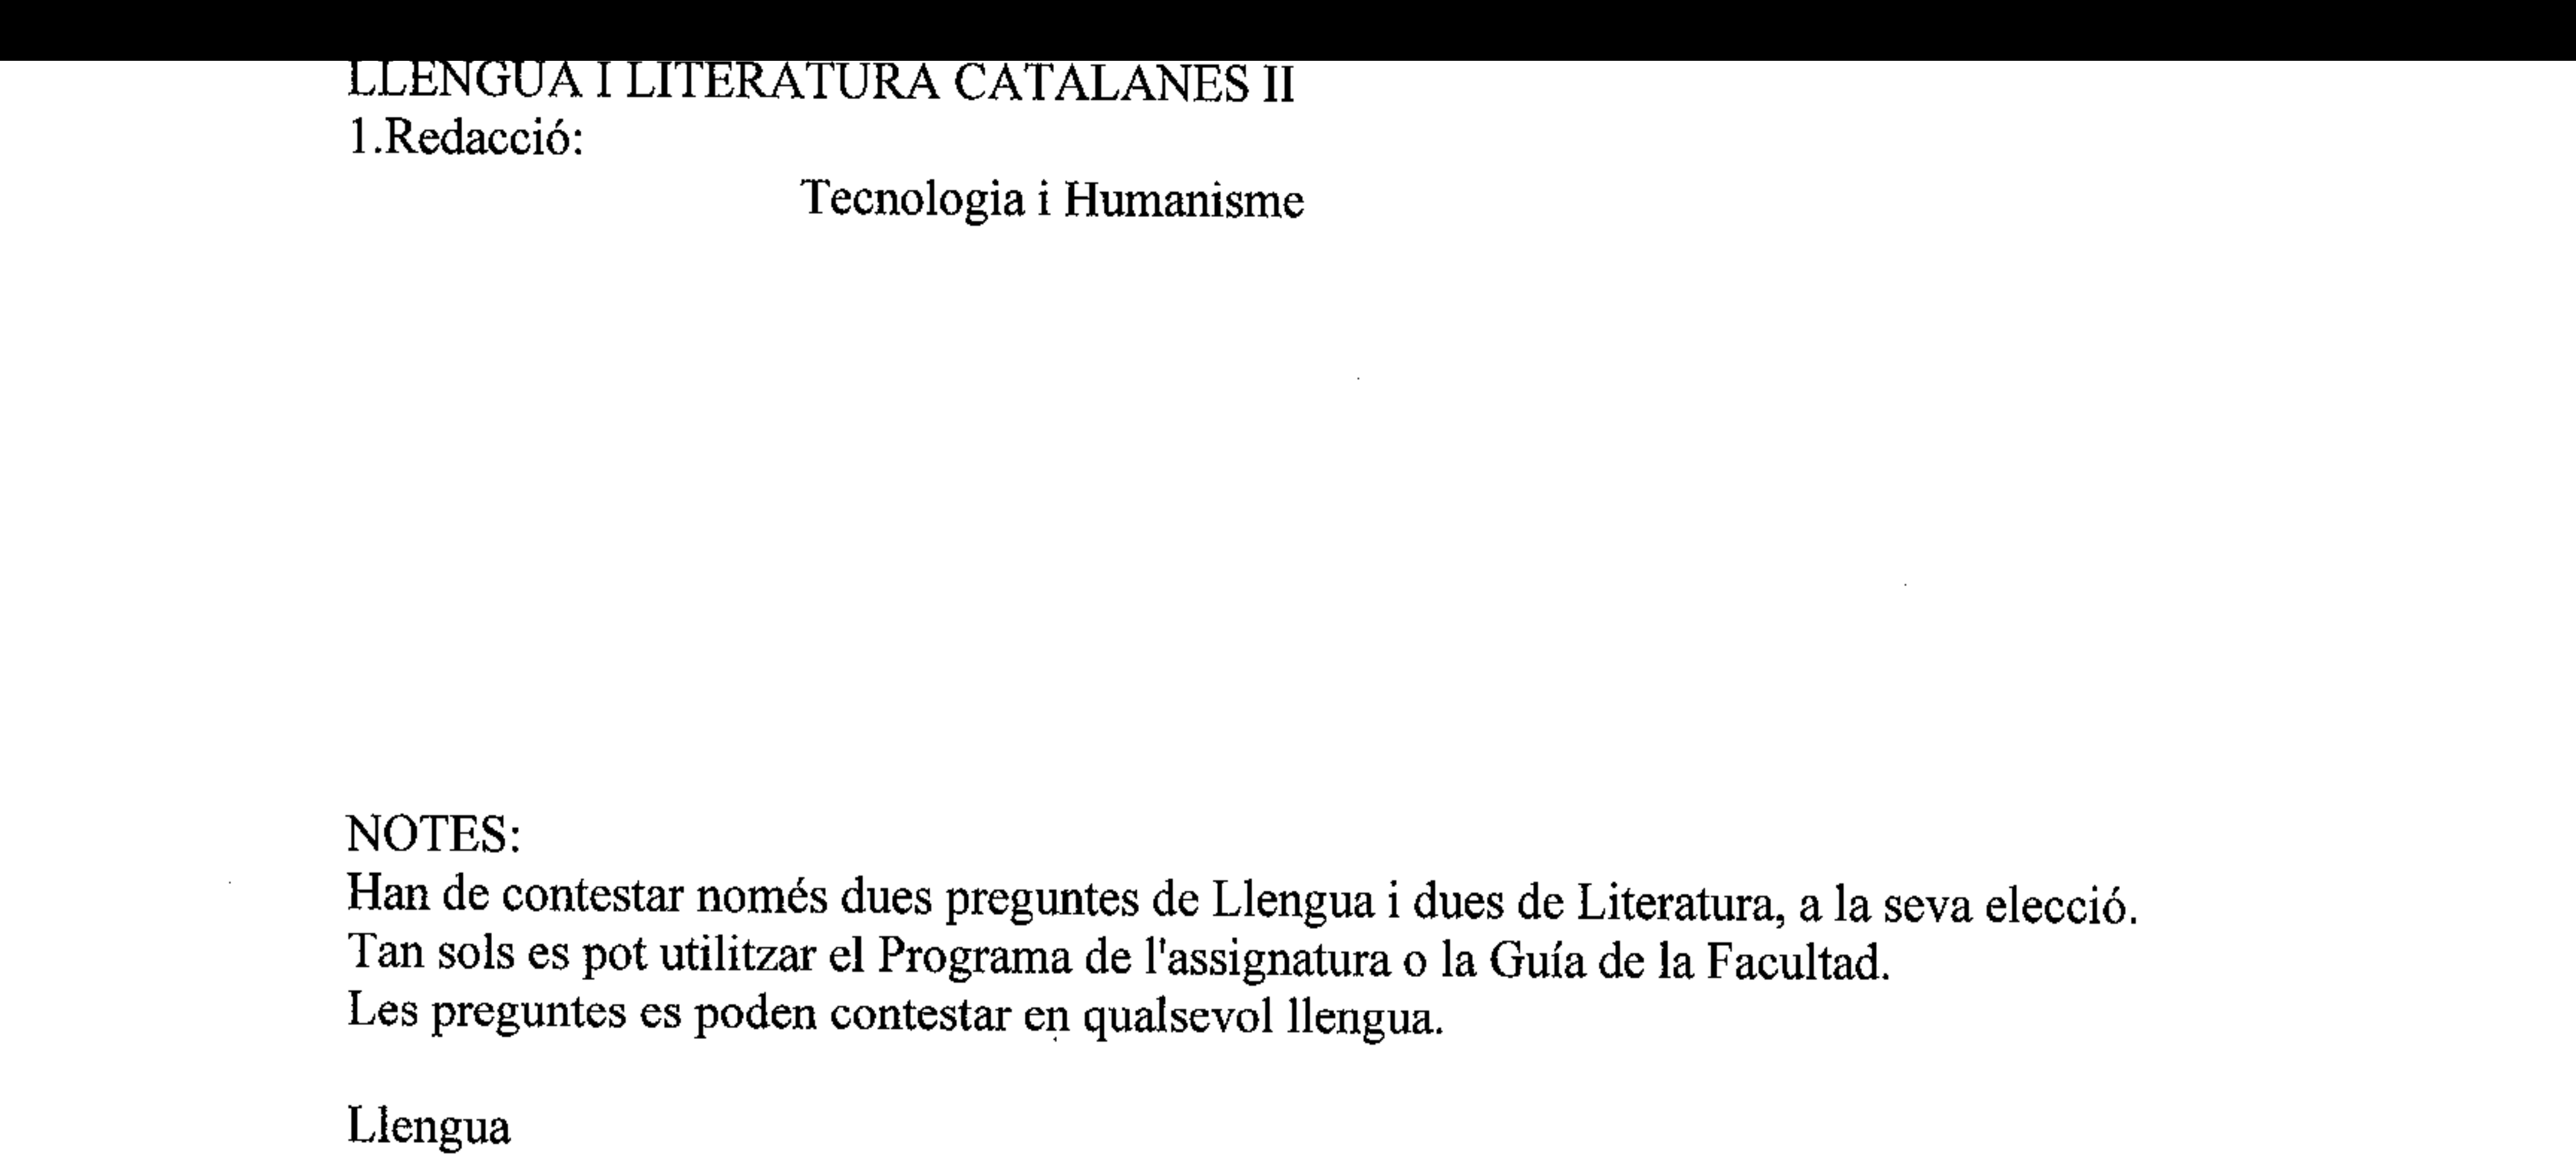 LLENGUA I LITERATURA CATALANES II
1.Redacció:
Tecnologia i Humanisme
NOTES:
Han de contestar només dues preguntes de Llengua i dues de Literatura, a la seva elecció.
Tan sols es pot utilitzar el Programa de l'assignatura o la Guía de la Facultad.
Les preguntes es poden contestar en qualsevol llengua.
Llengua